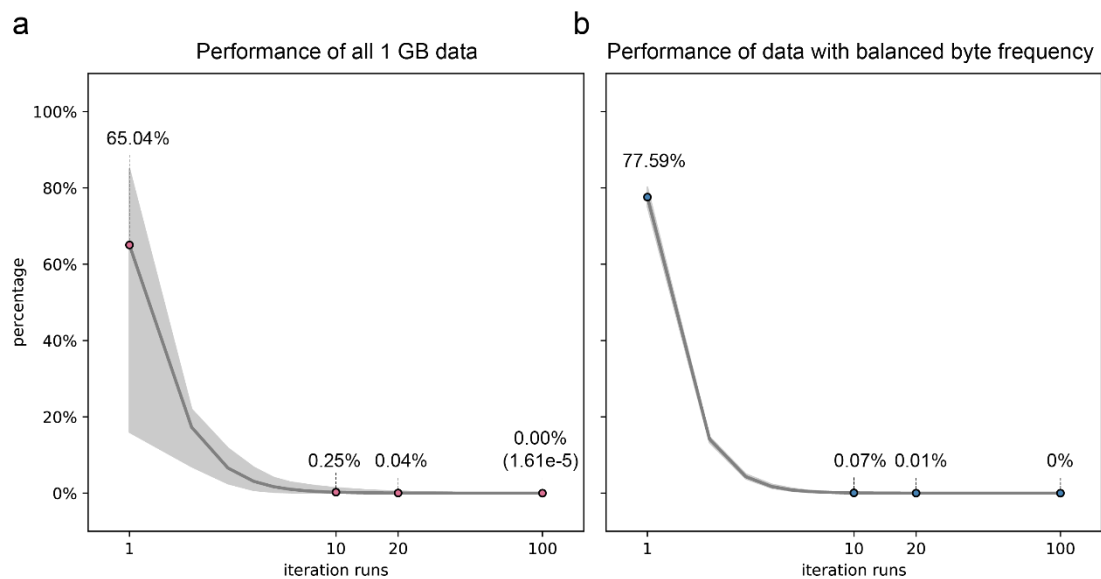 a
Performance of all 1 GB data
100%
80%
60%
40%
20%
0%
percentage
65.04%
0.25%
0.04%
0.00%
(1.61e-5)
1
10
20
100
iteration runs
b
Performance of data with balanced byte frequency
77.59%
0.07%
0.01%
0%
1
10
20
100
iteration runs